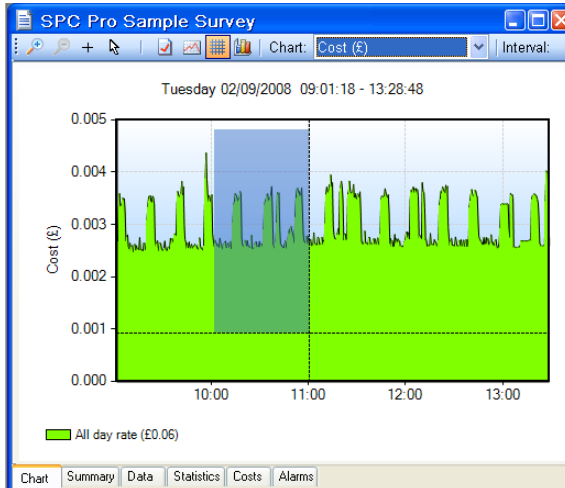 SPC Pro Sample Survey
Chart: Cost (£) Interval:
Tuesday 02/09/2008 09:01:18 - 13:28:48
0.005
0.004
0.003
0.002
0.001
0.000
Cost (£)
10:00 11:00 12:00 13:00
All day rate (£0.06)
Chart Summary Data Statistics Costs Alarms